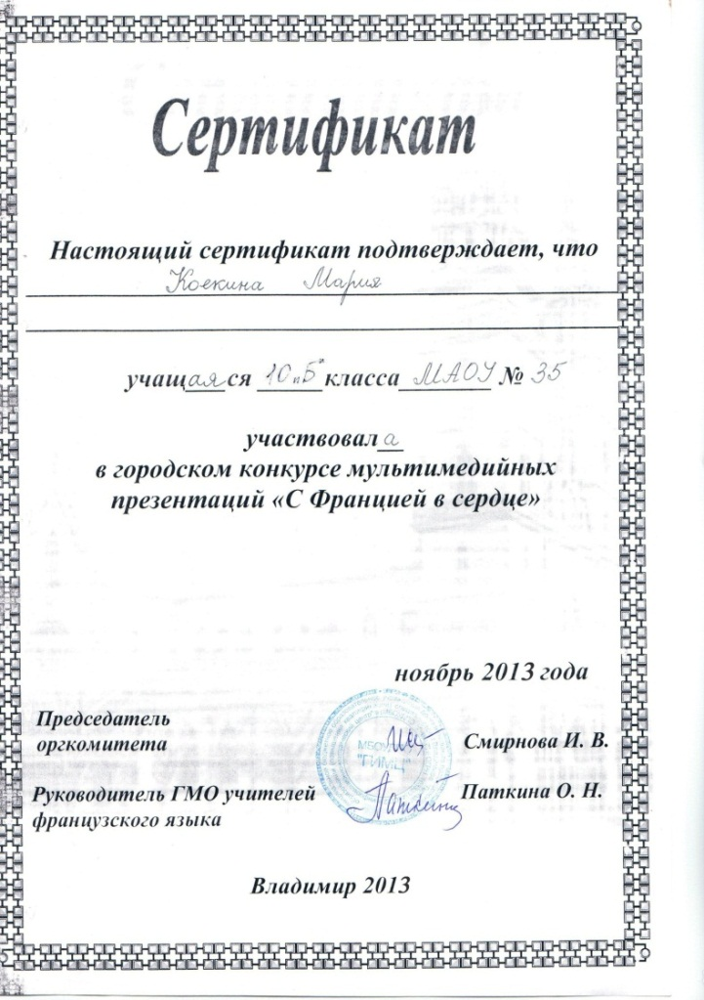 Сертификат
Настоящий сертификат подтверждает, что
Коекина Мария
учащаяся 10 „Б" класса МАОУ № 35
участвовала
в городском конкурсе мультимедийных
презентаций «С Францией в сердце»
ноябрь 2013 года
Председатель
оргкомитета
Смирнова И. В.
МБОУ
"ГИМЦ"
Руководитель ГМО учителей
французского языка
Паткина О. Н.
Владимир 2013